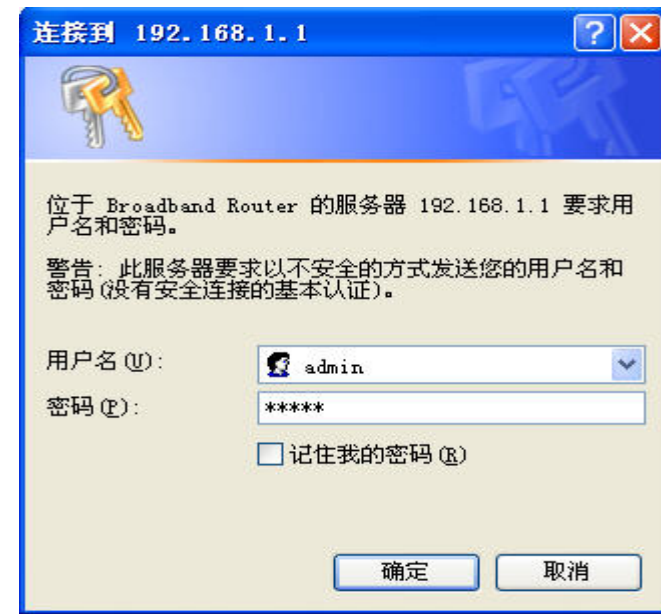 连接到 192.168.1.1
位于 Broadband Router 的服务器 192.168.1.1 要求用
户名和密码。
警告: 此服务器要求以不安全的方式发送您的用户名和
密码(没有安全连接的基本认证)。
用户名(U):
admin
密码(P):
*****
记住我的密码(R)
确定
取消